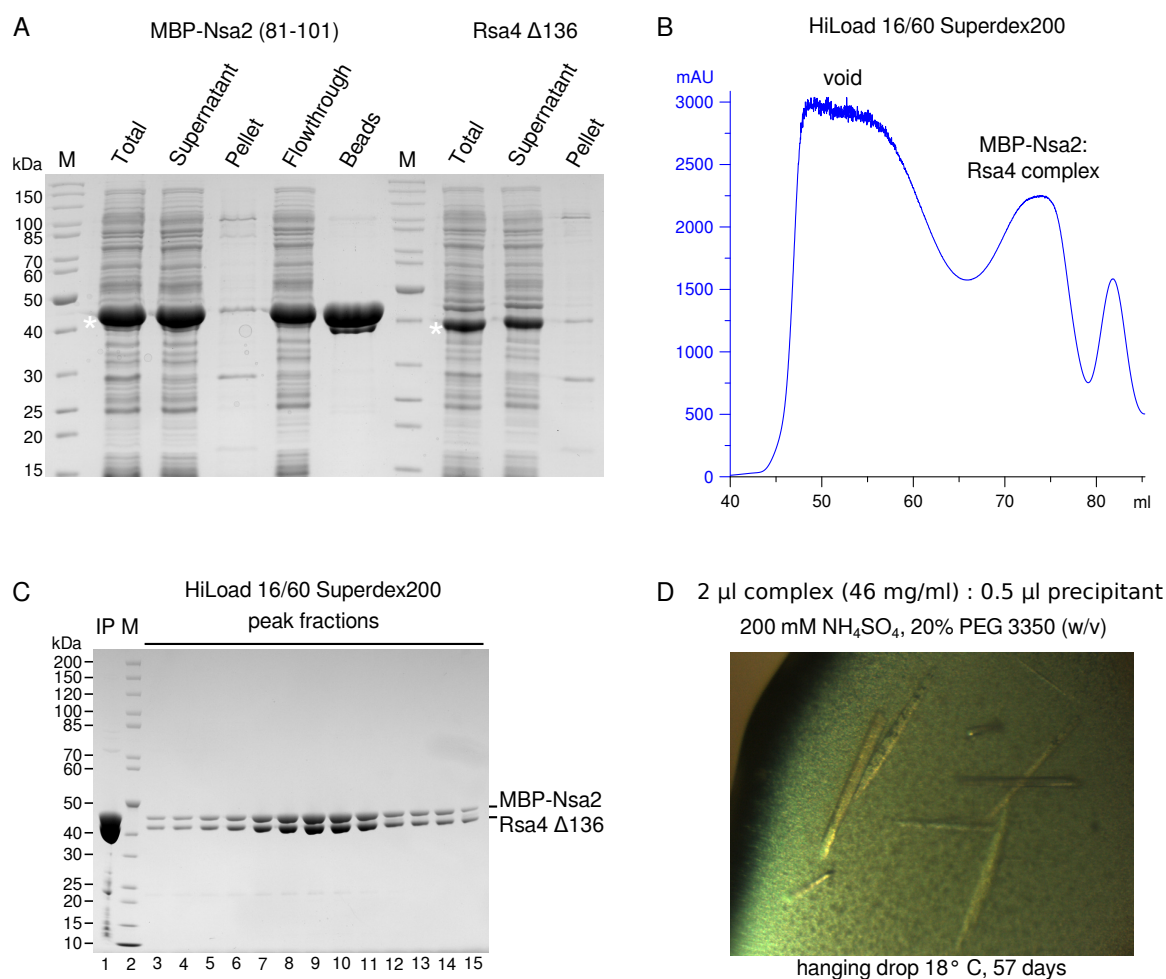 A
MBP-Nsa2 (81-101)
Rsa4 Δ136
kDa
M
Total
Supernatant
Pellet
Flowthrough
Beads
M
Total
Supernatant
Pellet
150
100
85
70
60
50
40
30
25
20
15
*
*
B
HiLoad 16/60 Superdex200
mAU
void
MBP-Nsa2:
Rsa4 complex
3000
2500
2000
1500
1000
500
0
40 50 60 70 80 ml
C
HiLoad 16/60 Superdex200
peak fractions
IP M
kDa
200
150
120
100
85
70
60
50
40
30
25
20
15
10
MBP-Nsa2
Rsa4 Δ136
1 2 3 4 5 6 7 8 9 10 11 12 13 14 15
D
2 µl complex (46 mg/ml) : 0.5 µl precipitant
200 mM NH₄SO₄, 20% PEG 3350 (w/v)
hanging drop 18° C, 57 days